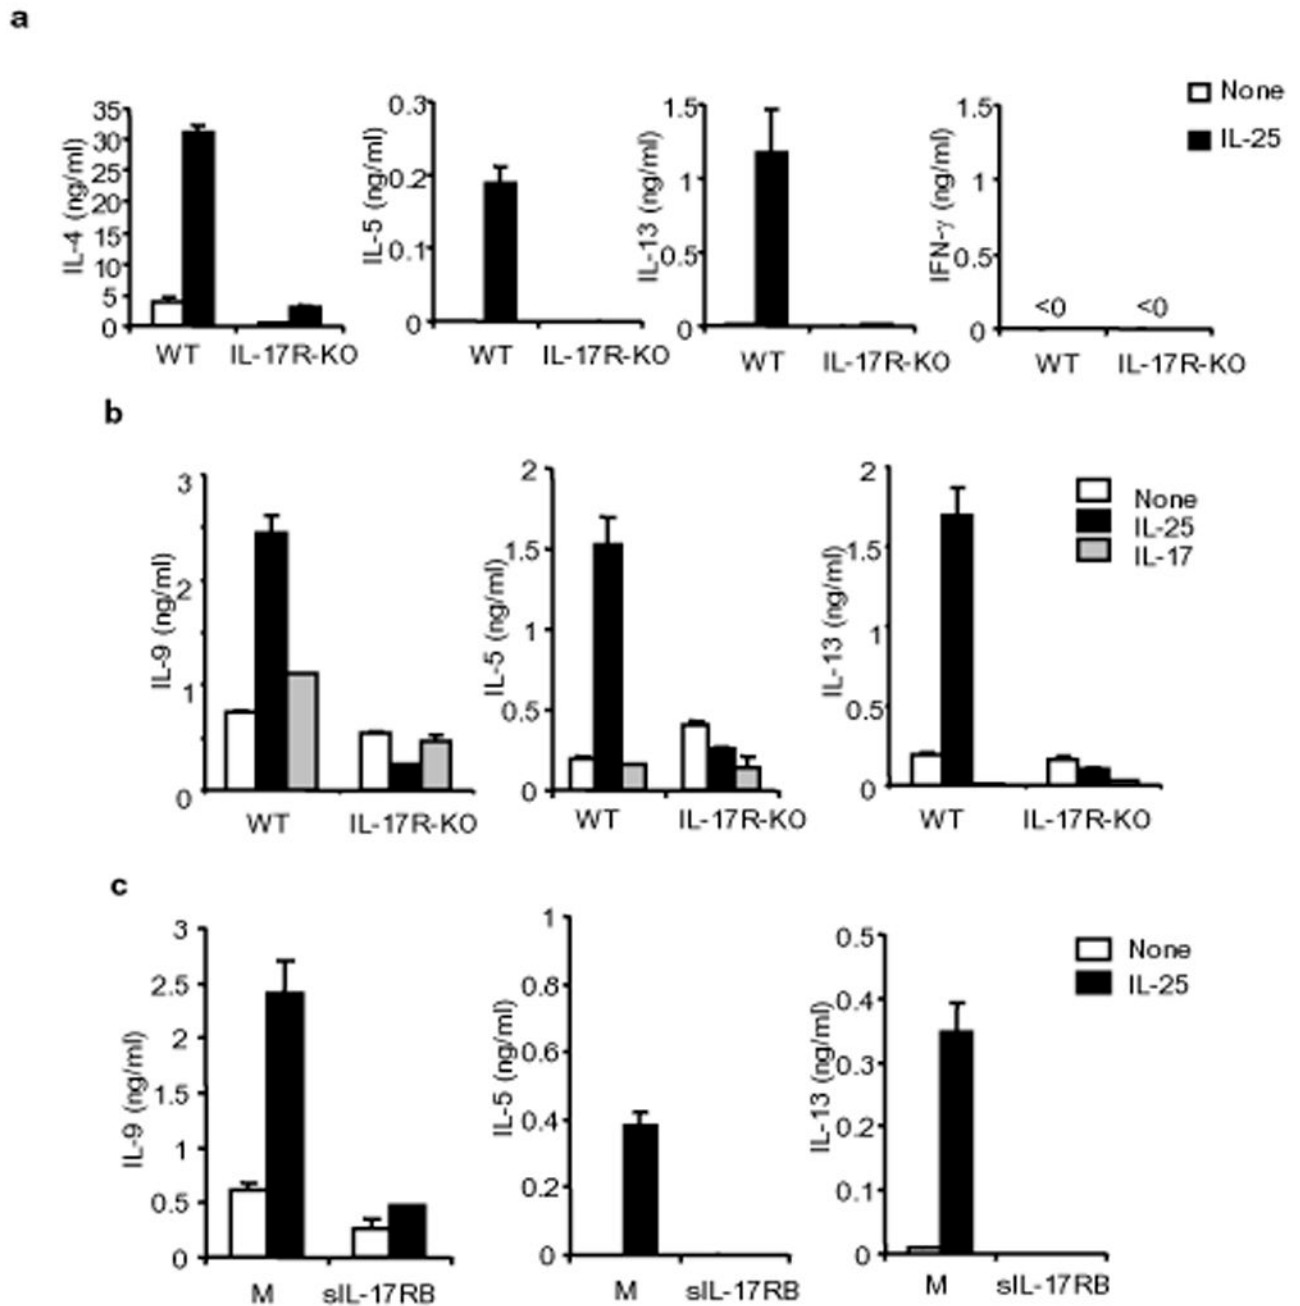 a
None
IL-25
IL-4 (ng/ml)
35
30
25
20
15
10
5
0
WT IL-17R-KO
IL-5 (ng/ml)
0.3
0.2
0.1
0
WT IL-17R-KO
IL-13 (ng/ml)
1.5
1
0.5
0
WT IL-17R-KO
IFN-γ (ng/ml)
1.5
1
0.5
0
<0 <0
WT IL-17R-KO
b
None
IL-25
IL-17
IL-9 (ng/ml)
3
2
1
0
WT IL-17R-KO
IL-5 (ng/ml)
2
1.5
1
0.5
0
WT IL-17R-KO
IL-13 (ng/ml)
2
1.5
1
0.5
0
WT IL-17R-KO
c
None
IL-25
IL-9 (ng/ml)
3
2.5
2
1.5
1
0.5
0
M sIL-17RB
IL-5 (ng/ml)
1
0.8
0.6
0.4
0.2
0
M sIL-17RB
IL-13 (ng/ml)
0.5
0.4
0.3
0.2
0.1
0
M sIL-17RB